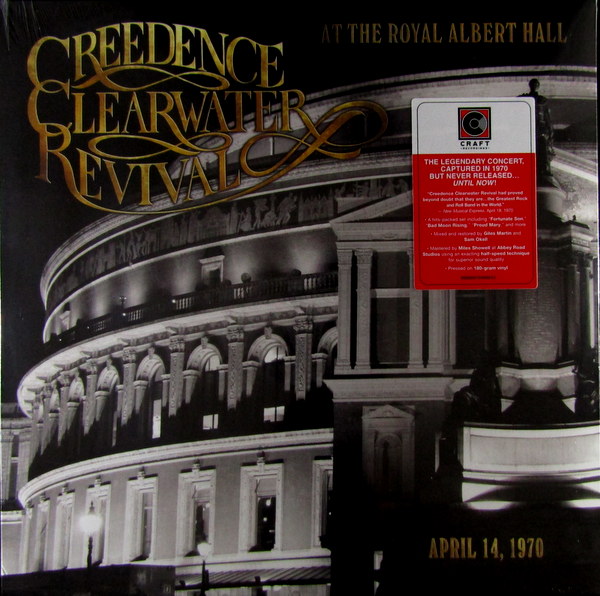 AT THE ROYAL ALBERT HALL
CREEDENCE
CLEARWATER
REVIVAL
CRAFT
RECORDINGS
THE LEGENDARY CONCERT,
CAPTURED IN 1970
BUT NEVER RELEASED...
UNTIL NOW!
"Creedence Clearwater Revival had proved
beyond doubt that they are...the Greatest Rock
and Roll Band in the World."
– New Musical Express, April 18, 1970
• A hits-packed set including "Fortunate Son,"
"Bad Moon Rising," "Proud Mary," and more
• Mixed and restored by Giles Martin and
Sam Okell
• Mastered by Miles Showell at Abbey Road
Studios using an exacting half-speed technique
for superior sound quality
• Pressed on 180-gram vinyl
APRIL 14, 1970